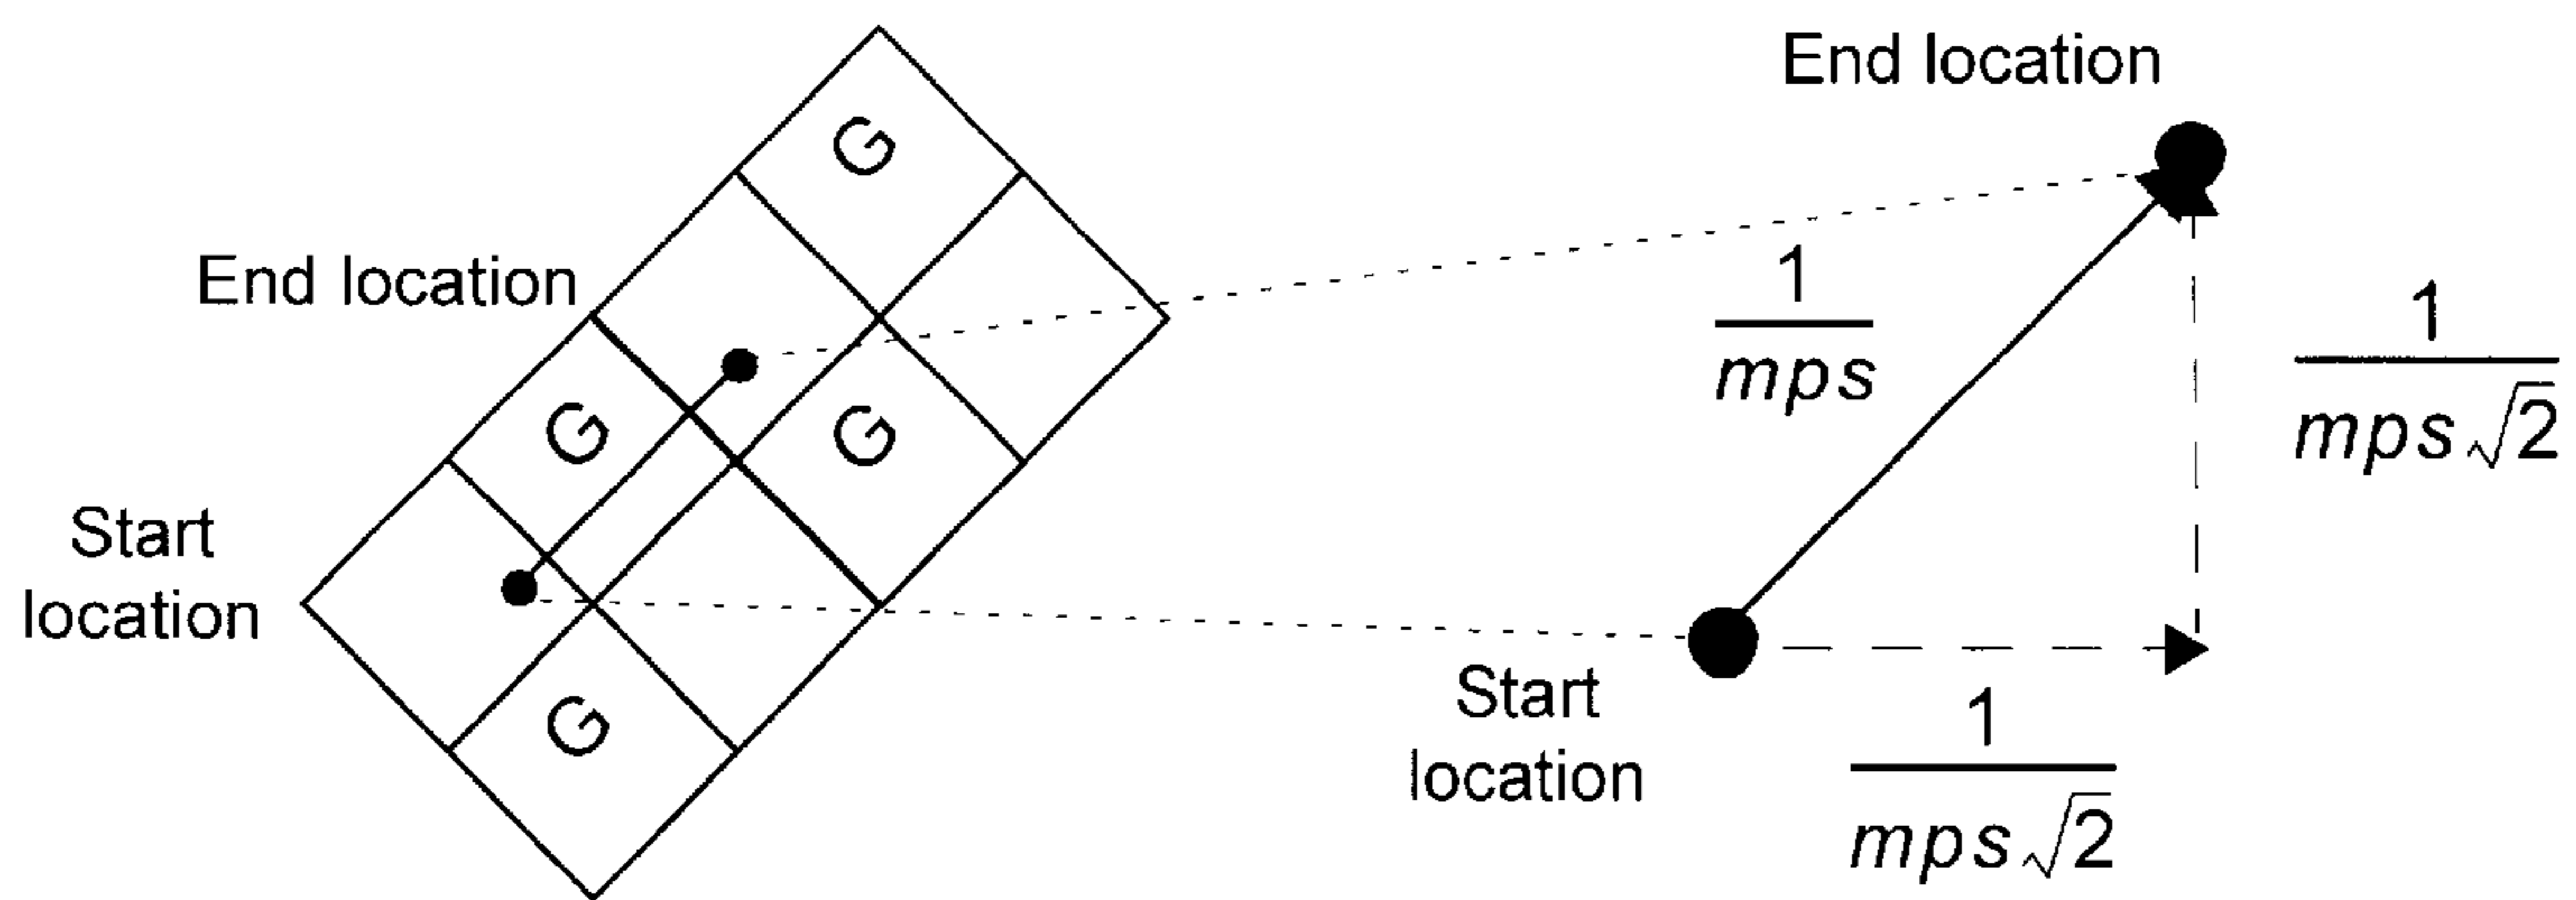 G
End location
G
G
Start
location
G
End location
1
mps
1
mps√2
Start
location
1
mps√2